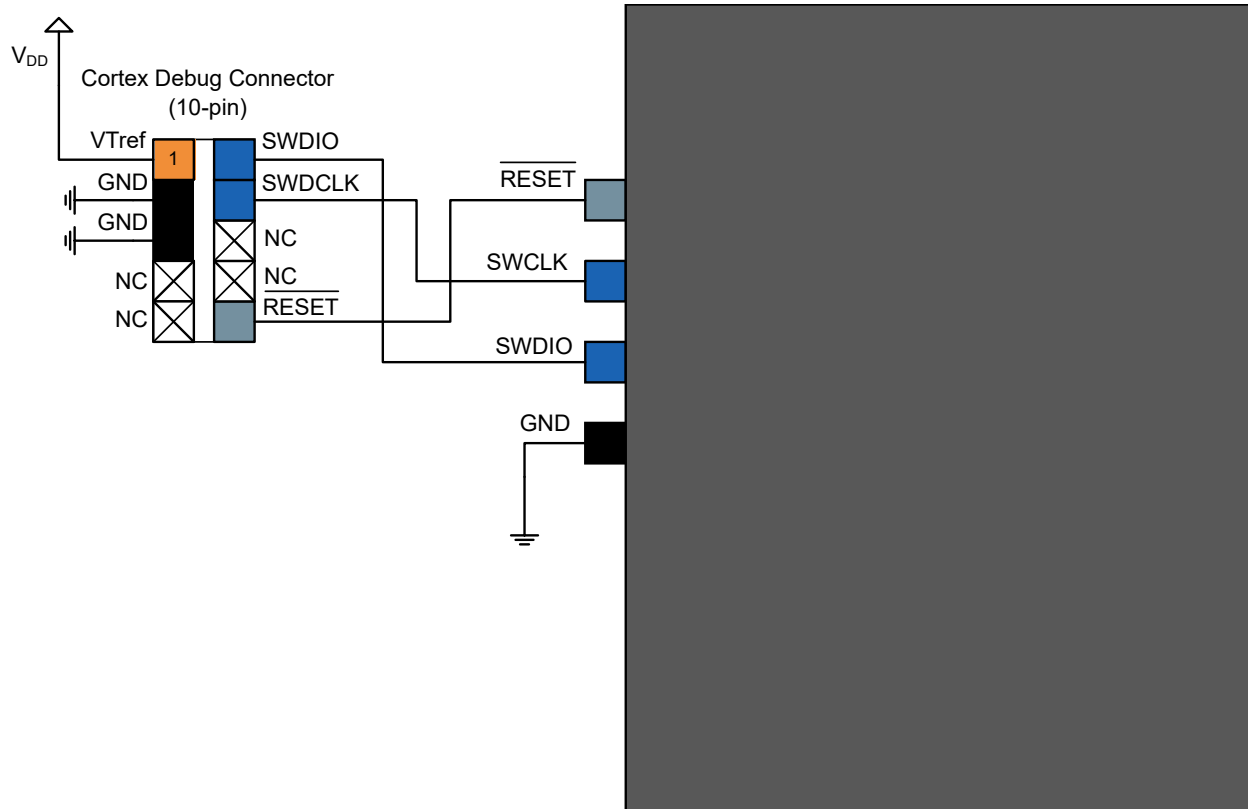 VDD
Cortex Debug Connector
(10-pin)
VTref
1
SWDIO
GND
SWDCLK
GND
NC
NC
NC
NC
RESET
RESET
SWCLK
SWDIO
GND